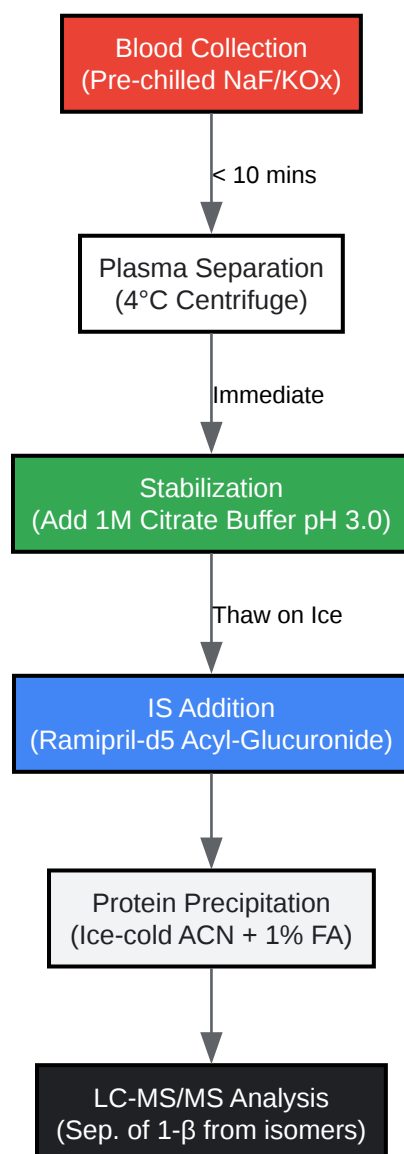 Blood Collection
(Pre-chilled NaF/KOx)
< 10 mins
Plasma Separation
(4°C Centrifuge)
Immediate
Stabilization
(Add 1M Citrate Buffer pH 3.0)
Thaw on Ice
IS Addition
(Ramipril-d5 Acyl-Glucuronide)
Protein Precipitation
(Ice-cold ACN + 1% FA)
LC-MS/MS Analysis
(Sep. of 1-β from isomers)